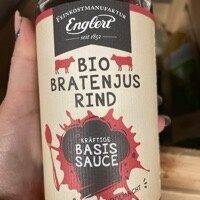 FEINKOSTMANUFAKTUR
Englert
seit 1852
BIO
BRATENJUS
RIND
KRÄFTIGE
BASIS
SAUCE